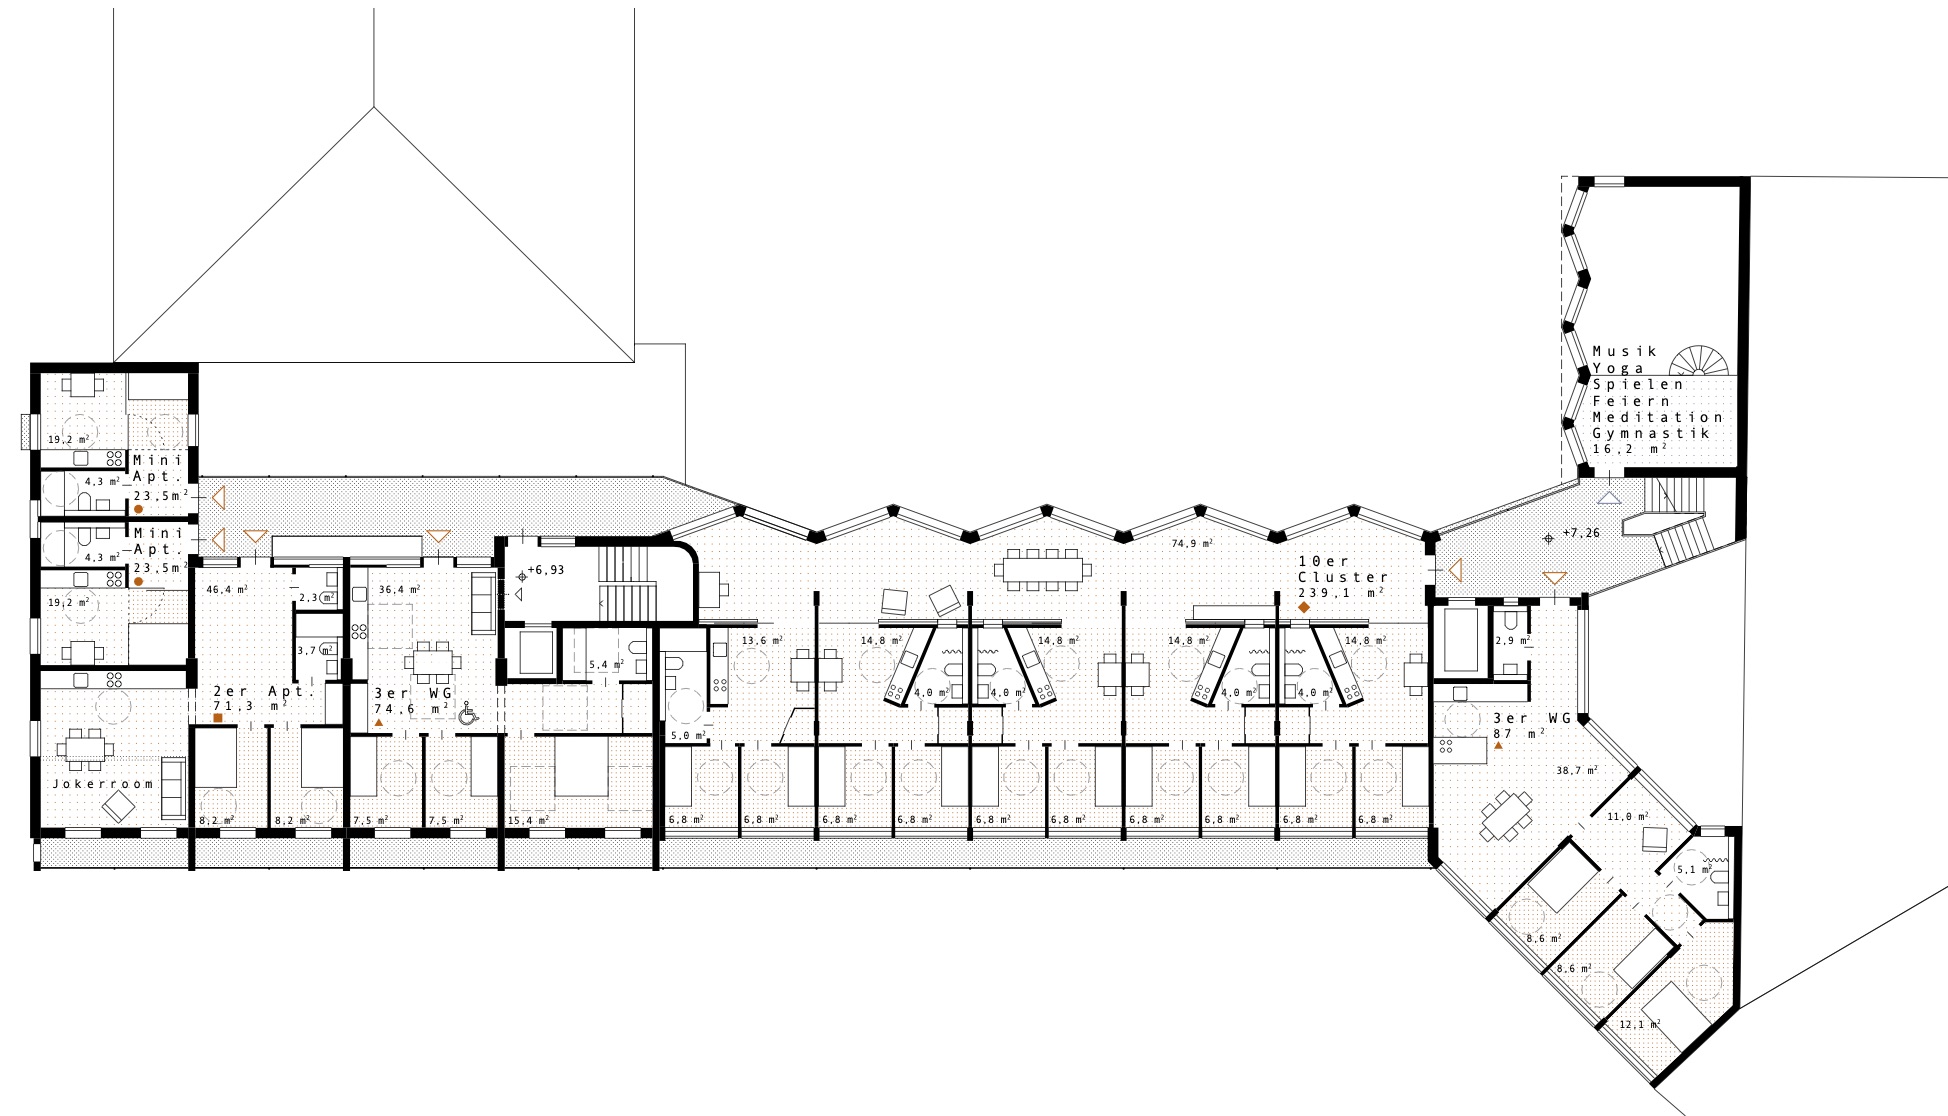 Musik
Yoga
Spielen
Feiern
Meditation
Gymnastik
16,2 m²
19,2 m²
Mini
Apt.
23,5m²
4,3 m²
Mini
Apt.
23,5m²
4,3 m²
19,2 m²
Jokerroom
46,4 m²
2,3 m²
3,7 m²
2er Apt.
71,3 m²
8,2 m²
8,2 m²
36,4 m²
3er WG
74,6 m²
7,5 m²
7,5 m²
15,4 m²
+6,93
5,4 m²
74,9 m²
10er
Cluster
239,1 m²
13,6 m²
14,8 m²
14,8 m²
14,8 m²
14,8 m²
4,0 m²
4,0 m²
4,0 m²
4,0 m²
5,0 m²
6,8 m²
6,8 m²
6,8 m²
6,8 m²
6,8 m²
6,8 m²
6,8 m²
6,8 m²
6,8 m²
6,8 m²
+7,26
2,9 m²
3er WG
87 m²
38,7 m²
11,0 m²
5,1 m²
8,6 m²
8,6 m²
12,1 m²